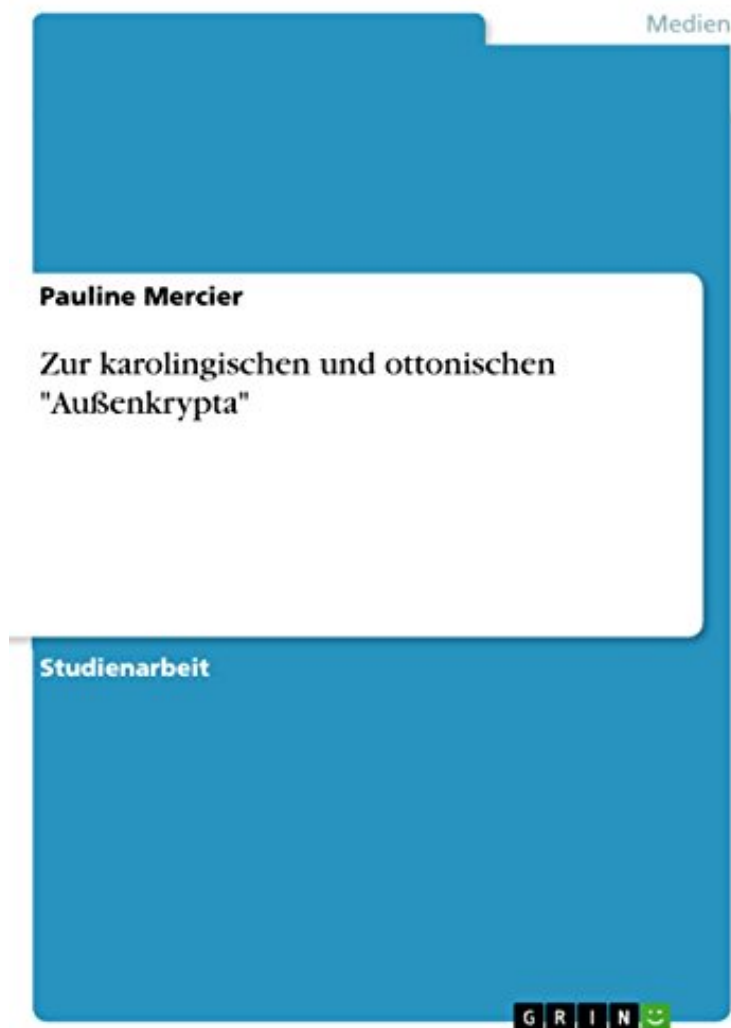 Medien
Pauline Mercier
Zur karolingischen und ottonischen
"Außenkrypta"
Studienarbeit
GRIN